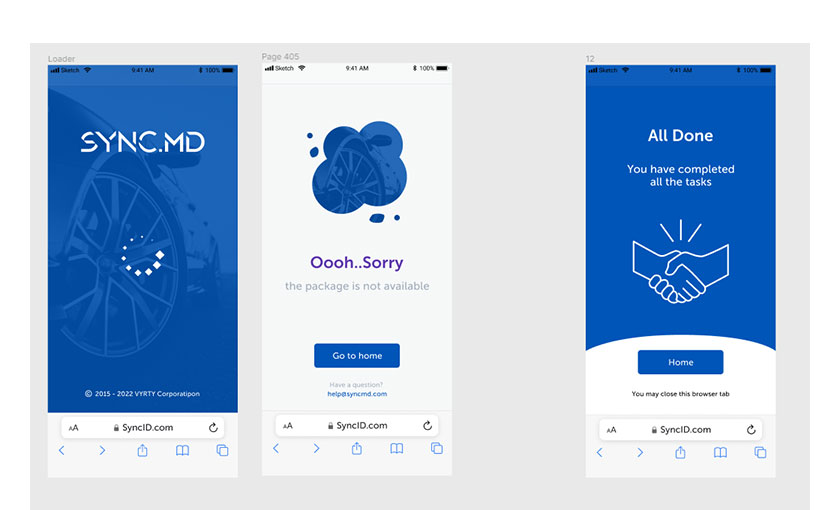 Loader
Sketch 9:41 AM 100%
SYNC.MD
© 2015 - 2022 VYRTY Corporatipon
AA SyncID.com
Page 405
Sketch 9:41 AM 100%
Oooh..Sorry
the package is not available
Go to home
Have a question?
help@syncmd.com
AA SyncID.com
12
Sketch 9:41 AM 100%
All Done
You have completed
all the tasks
Home
You may close this browser tab
AA SyncID.com